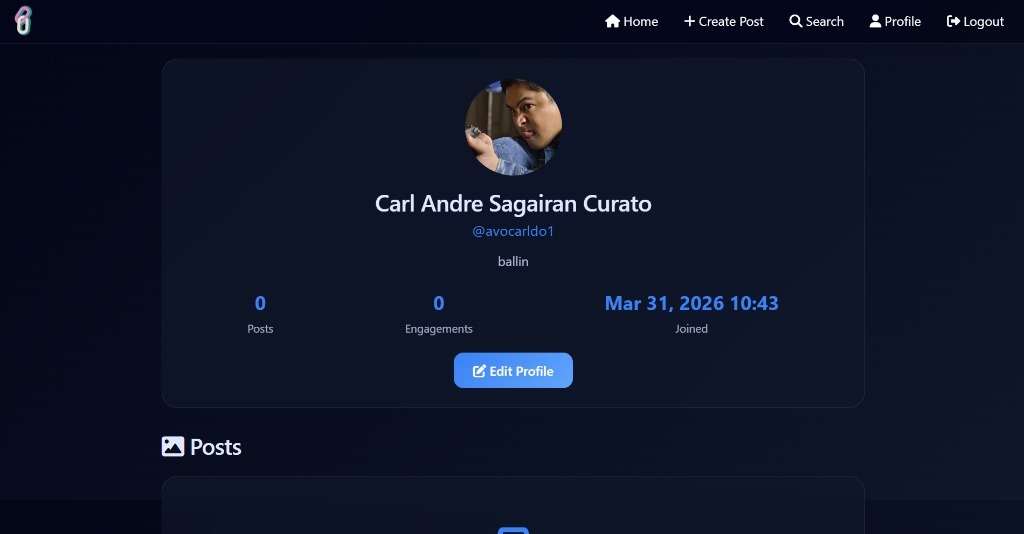 Home Create Post Search Profile Logout
Carl Andre Sagairan Curato
@avocarldo1
ballin
0 0 Mar 31, 2026 10:43
Posts Engagements Joined
Edit Profile
Posts